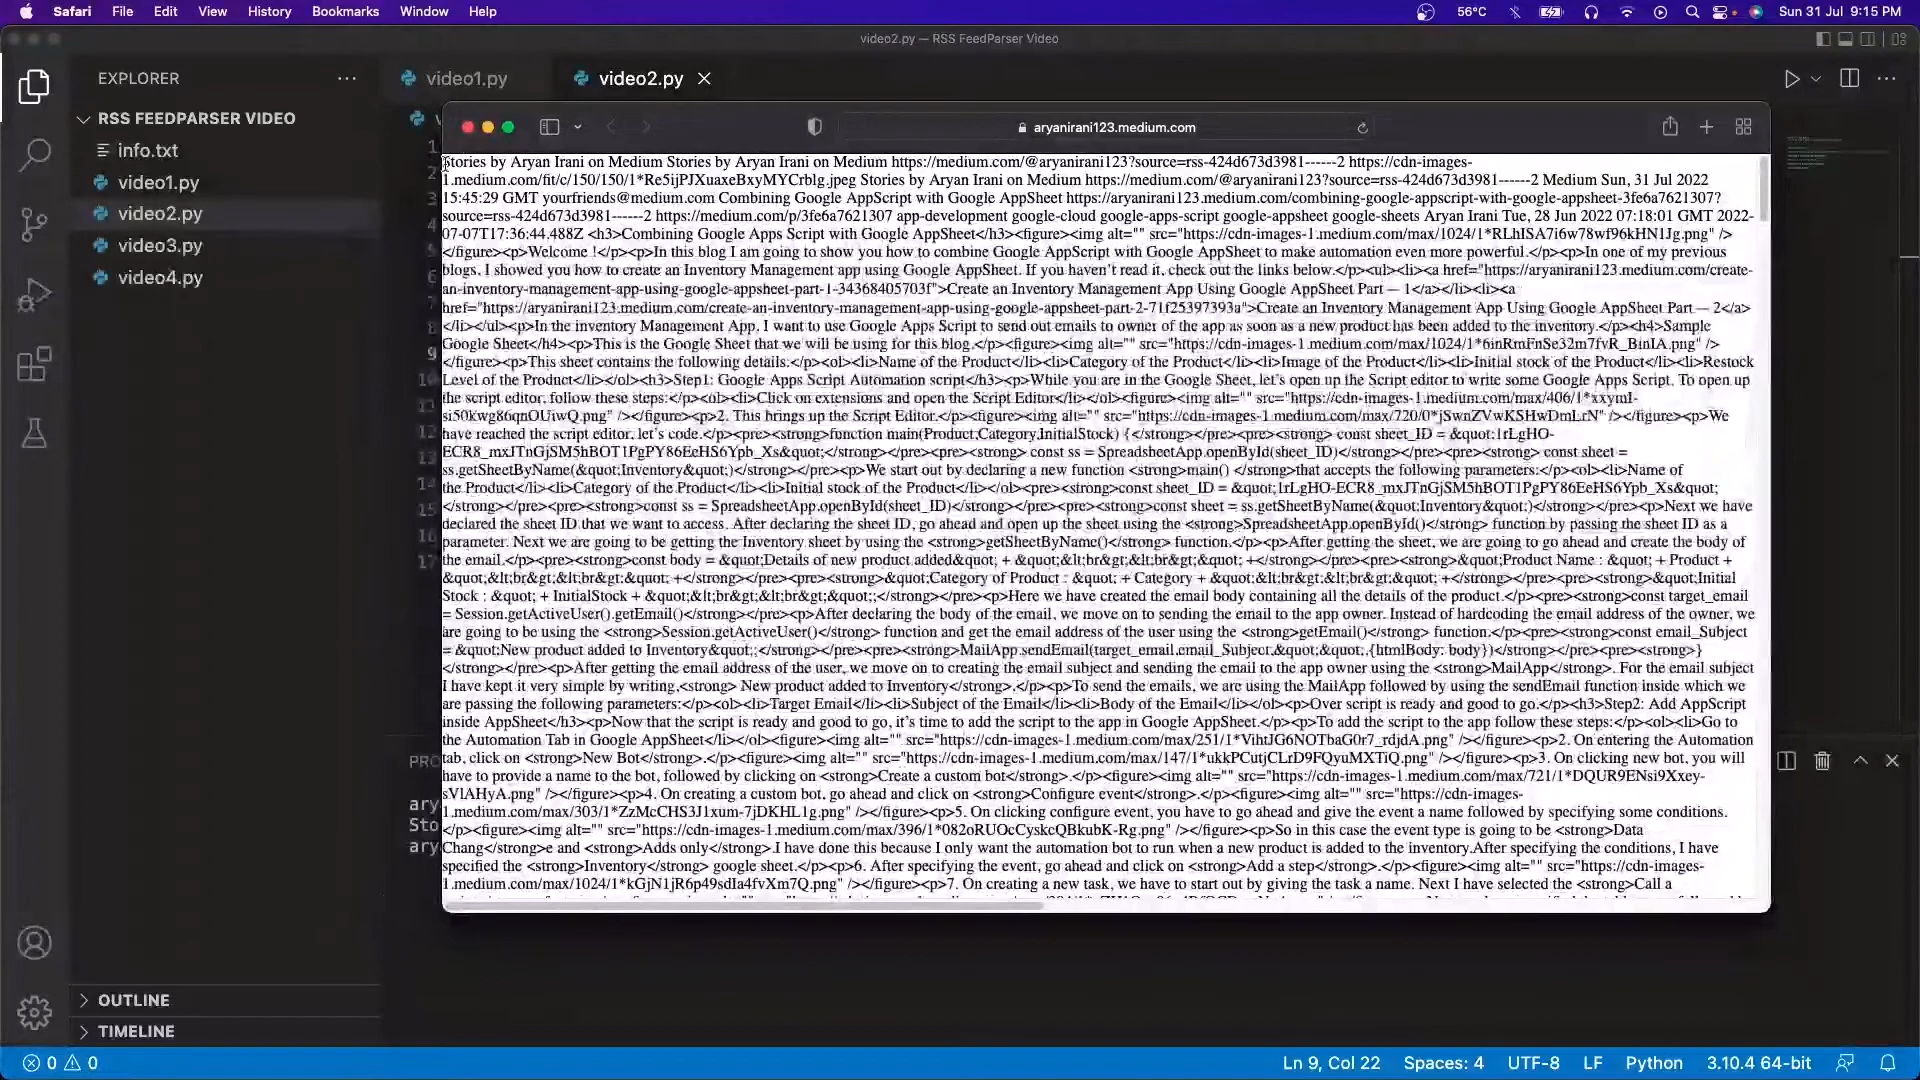 Safari File Edit View History Bookmarks Window Help
56°C Sun 31 Jul 9:15 PM
video2.py — RSS FeedParser Video
EXPLORER
video1.py
video2.py
RSS FEEDPARSER VIDEO
info.txt
video1.py
video2.py
video3.py
video4.py
aryanirani123.medium.com
Stories by Aryan Irani on Medium Stories by Aryan Irani on Medium https://medium.com/@aryanirani123?source=rss-424d673d3981------2 https://cdn-images-
1.medium.com/fit/c/150/150/1*Re5ijPJXuaxeBxyMYCrblg.jpeg Stories by Aryan Irani on Medium https://medium.com/@aryanirani123?source=rss-424d673d3981------2 Medium Sun, 31 Jul 2022
15:45:29 GMT yourfriends@medium.com Combining Google AppScript with Google AppSheet https://aryanirani123.medium.com/combining-google-appscript-with-google-appsheet-3fe6a7621307?
source=rss-424d673d3981------2 https://medium.com/p/3fe6a7621307 app-development google-cloud google-apps-script google-appsheet google-sheets Aryan Irani Tue, 28 Jun 2022 07:18:01 GMT 2022-
07-07T17:36:44.488Z <h3>Combining Google Apps Script with Google AppSheet</h3><figure><img alt="" src="https://cdn-images-1.medium.com/max/1024/1*RLhISA7i6w78wf96kHN1Jg.png" />
</figure><p>Welcome !</p><p>In this blog I am going to show you how to combine Google AppScript with Google AppSheet to make automation even more powerful.</p><p>In one of my previous
blogs, I showed you how to create an Inventory Management app using Google AppSheet. If you haven't read it, check out the links below.</p><ul><li><a href="https://aryanirani123.medium.com/create-
an-inventory-management-app-using-google-appsheet-part-1-34368405703f">Create an Inventory Management App Using Google AppSheet Part — 1</a></li><li><a
href="https://aryanirani123.medium.com/create-an-inventory-management-app-using-google-appsheet-part-2-71f25397393a">Create an Inventory Management App Using Google AppSheet Part — 2</a>
</li></ul><p>In the inventory Management App, I want to use Google Apps Script to send out emails to owner of the app as soon as a new product has been added to the inventory.</p><h4>Sample
Google Sheet</h4><p>This is the Google Sheet that we will be using for this blog.</p><figure><img alt="" src="https://cdn-images-1.medium.com/max/1024/1*6inRmFnSe32m7fvR_BinIA.png" />
</figure><p>This sheet contains the following details:</p><ol><li>Name of the Product</li><li>Category of the Product</li><li>Image of the Product</li><li>Initial stock of the Product</li><li>Restock
Level of the Product</li></ol><h3>Step1: Google Apps Script Automation script</h3><p>While you are in the Google Sheet, let's open up the Script editor to write some Google Apps Script. To open up
the script editor, follow these steps:</p><ol><li>Click on extensions and open the Script Editor</li></ol><figure><img alt="" src="https://cdn-images-1.medium.com/max/406/1*xxymI-
si50kwg86qnOUiwQ.png" /></figure><p>2. This brings up the Script Editor.</p><figure><img alt="" src="https://cdn-images-1.medium.com/max/720/0*jSwnZVwKSHwDmLrN" /></figure><p>We
have reached the script editor, let's code.</p><pre><strong>function main(Product,Category,InitialStock) {</strong></pre><pre><strong> const sheet_ID = &quot;1rLgHO-
ECR8_mxJTnGjSM5hBOT1PgPY86EeHS6Ypb_Xs&quot;</strong></pre><pre><strong> const ss = SpreadsheetApp.openById(sheet_ID)</strong></pre><pre><strong> const sheet =
ss.getSheetByName(&quot;Inventory&quot;)</strong></pre><p>We start out by declaring a new function <strong>main() </strong>that accepts the following parameters:</p><ol><li>Name of
the Product</li><li>Category of the Product</li><li>Initial stock of the Product</li></ol><pre><strong>const sheet_ID = &quot;1rLgHO-ECR8_mxJTnGjSM5hBOT1PgPY86EeHS6Ypb_Xs&quot;
</strong></pre><pre><strong>const ss = SpreadsheetApp.openById(sheet_ID)</strong></pre><pre><strong>const sheet = ss.getSheetByName(&quot;Inventory&quot;)</strong></pre><p>Next we have
declared the sheet ID that we want to access. After declaring the sheet ID, go ahead and open up the sheet using the <strong>SpreadsheetApp.openById()</strong> function by passing the sheet ID as a
parameter. Next we are going to be getting the Inventory sheet by using the <strong>getSheetByName()</strong> function.</p><p>After getting the sheet, we are going to go ahead and create the body of
the email.</p><pre><strong>const body = &quot;Details of new product added&quot; + &quot;&lt;br&gt;&lt;br&gt;&quot; +</strong></pre><pre><strong>&quot;Product Name : &quot; + Product +
&quot;&lt;br&gt;&lt;br&gt;&quot; +</strong></pre><pre><strong>&quot;Category of Product : &quot; + Category + &quot;&lt;br&gt;&lt;br&gt;&quot; +</strong></pre><pre><strong>&quot;Initial
Stock : &quot; + InitialStock + &quot;&lt;br&gt;&lt;br&gt;&quot;;</strong></pre><p>Here we have created the email body containing all the details of the product.</p><pre><strong>const target_email
= Session.getActiveUser().getEmail()</strong></pre><p>After declaring the body of the email, we move on to sending the email to the app owner. Instead of hardcoding the email address of the owner, we
are going to be using the <strong>Session.getActiveUser()</strong> function and get the email address of the user using the <strong>getEmail()</strong> function.</p><pre><strong>const email_Subject
= &quot;New product added to Inventory&quot;;</strong></pre><pre><strong>MailApp.sendEmail(target_email,email_Subject,&quot;&quot;,{htmlBody: body})</strong></pre><pre><strong>}
</strong></pre><p>After getting the email address of the user, we move on to creating the email subject and sending the email to the app owner using the <strong>MailApp</strong>. For the email subject
I have kept it very simple by writing,<strong> New product added to Inventory</strong>.</p><p>To send the emails, we are using the MailApp followed by using the sendEmail function inside which we
are passing the following parameters:</p><ol><li>Target Email</li><li>Subject of the Email</li><li>Body of the Email</li></ol><p>Over script is ready and good to go.</p><h3>Step2: Add AppScript
inside AppSheet</h3><p>Now that the script is ready and good to go, it's time to add the script to the app in Google AppSheet.</p><p>To add the script to the app follow these steps:</p><ol><li>Go to
the Automation Tab in Google AppSheet</li></ol><figure><img alt="" src="https://cdn-images-1.medium.com/max/251/1*VihtJG6NOTbaG0r7_rdjdA.png" /></figure><p>2. On entering the Automation
tab, click on <strong>New Bot</strong>.</p><figure><img alt="" src="https://cdn-images-1.medium.com/max/147/1*ukkPCutjCLrD9FQyuMXTiQ.png" /></figure><p>3. On clicking new bot, you will
have to provide a name to the bot, followed by clicking on <strong>Create a custom bot</strong>.</p><figure><img alt="" src="https://cdn-images-1.medium.com/max/721/1*DQUR9ENsi9Xxey-
sVlAHyA.png" /></figure><p>4. On creating a custom bot, go ahead and click on <strong>Configure event</strong>.</p><figure><img alt="" src="https://cdn-images-
1.medium.com/max/303/1*ZzMcCHS3J1xum-7jDKHL1g.png" /></figure><p>5. On clicking configure event, you have to go ahead and give the event a name followed by specifying some conditions.
</p><figure><img alt="" src="https://cdn-images-1.medium.com/max/396/1*082oRUOcCyskcQBkubK-Rg.png" /></figure><p>So in this case the event type is going to be <strong>Data
Chang</strong>e and <strong>Adds only</strong>.I have done this because I only want the automation bot to run when a new product is added to the inventory.After specifying the conditions, I have
specified the <strong>Inventory</strong> google sheet.</p><p>6. After specifying the event, go ahead and click on <strong>Add a step</strong>.</p><figure><img alt="" src="https://cdn-images-
1.medium.com/max/1024/1*kGjN1jR6p49sdIa4fvXm7Q.png" /></figure><p>7. On creating a new task, we have to start out by giving the task a name. Next I have selected the <strong>Call a
1
2
3
4
5
6
7
8
9
10
11
12
13
14
15
16
17
PRO
ary
Sto
ary
OUTLINE
TIMELINE
0 0 Ln 9, Col 22 Spaces: 4 UTF-8 LF Python 3.10.4 64-bit